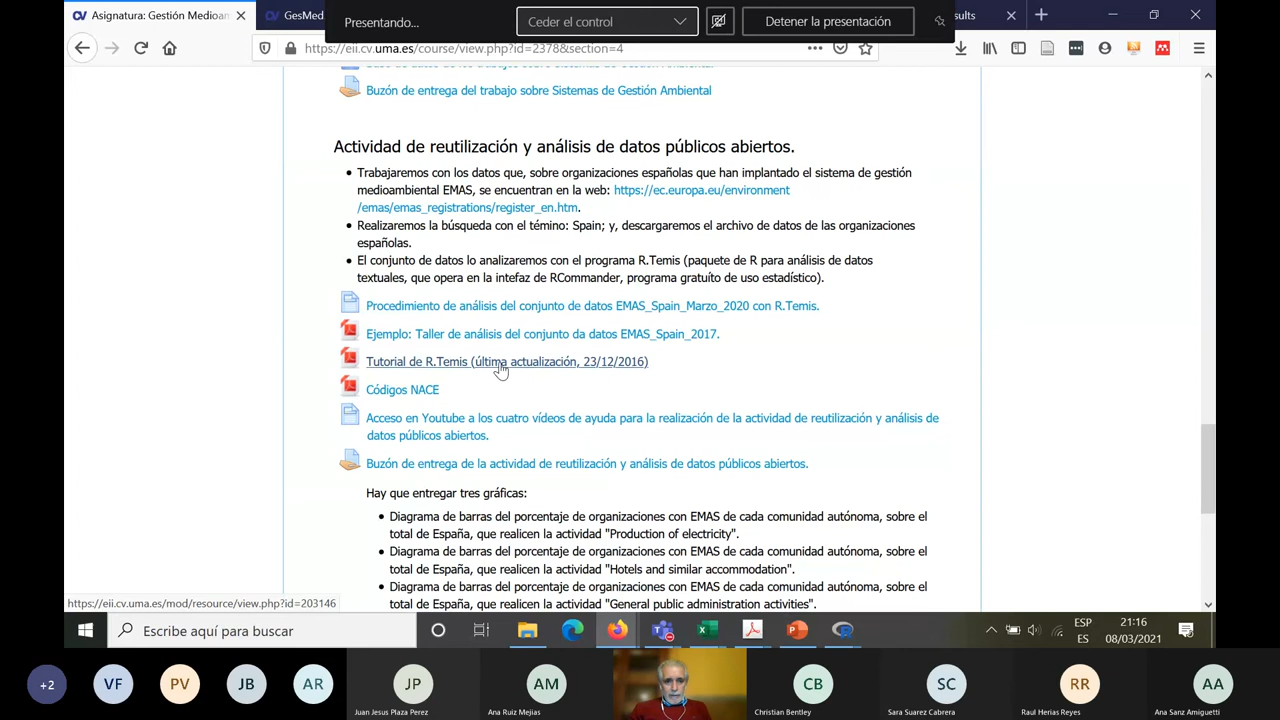 Asignatura: Gestión Medioam
GesMed
Presentando...
Ceder el control
Detener la presentación
sults
https://eii.cv.uma.es/course/view.php?id=2378&section=4
Base de datos de los trabajos sobre Sistemas de Gestión Ambiental.
Buzón de entrega del trabajo sobre Sistemas de Gestión Ambiental
Actividad de reutilización y análisis de datos públicos abiertos.
Trabajaremos con los datos que, sobre organizaciones españolas que han implantado el sistema de gestión
medioambiental EMAS, se encuentran en la web: https://ec.europa.eu/environment
/emas/emas_registrations/register_en.htm.
Realizaremos la búsqueda con el témino: Spain; y, descargaremos el archivo de datos de las organizaciones
españolas.
El conjunto de datos lo analizaremos con el programa R.Temis (paquete de R para análisis de datos
textuales, que opera en la intefaz de RCommander, programa gratuíto de uso estadístico).
Procedimiento de análisis del conjunto de datos EMAS_Spain_Marzo_2020 con R.Temis.
Ejemplo: Taller de análisis del conjunto da datos EMAS_Spain_2017.
Tutorial de R.Temis (última actualización, 23/12/2016)
Códigos NACE
Acceso en Youtube a los cuatro vídeos de ayuda para la realización de la actividad de reutilización y análisis de
datos públicos abiertos.
Buzón de entrega de la actividad de reutilización y análisis de datos públicos abiertos.
Hay que entregar tres gráficas:
Diagrama de barras del porcentaje de organizaciones con EMAS de cada comunidad autónoma, sobre el
total de España, que realicen la actividad "Production of electricity".
Diagrama de barras del porcentaje de organizaciones con EMAS de cada comunidad autónoma, sobre el
total de España, que realicen la actividad "Hotels and similar accommodation".
Diagrama de barras del porcentaje de organizaciones con EMAS de cada comunidad autónoma, sobre el
total de España, que realicen la actividad "General public administration activities".
https://eii.cv.uma.es/mod/resource/view.php?id=203146
Escribe aquí para buscar
ESP
ES
21:16
08/03/2021
+2
VF
PV
JB
AR
JP
AM
CB
SC
RR
AA
Juan Jesus Plaza Perez
Ana Ruiz Mejias
Christian Bentley
Sara Suarez Cabrera
Raul Herias Reyes
Ana Sanz Amiguetti